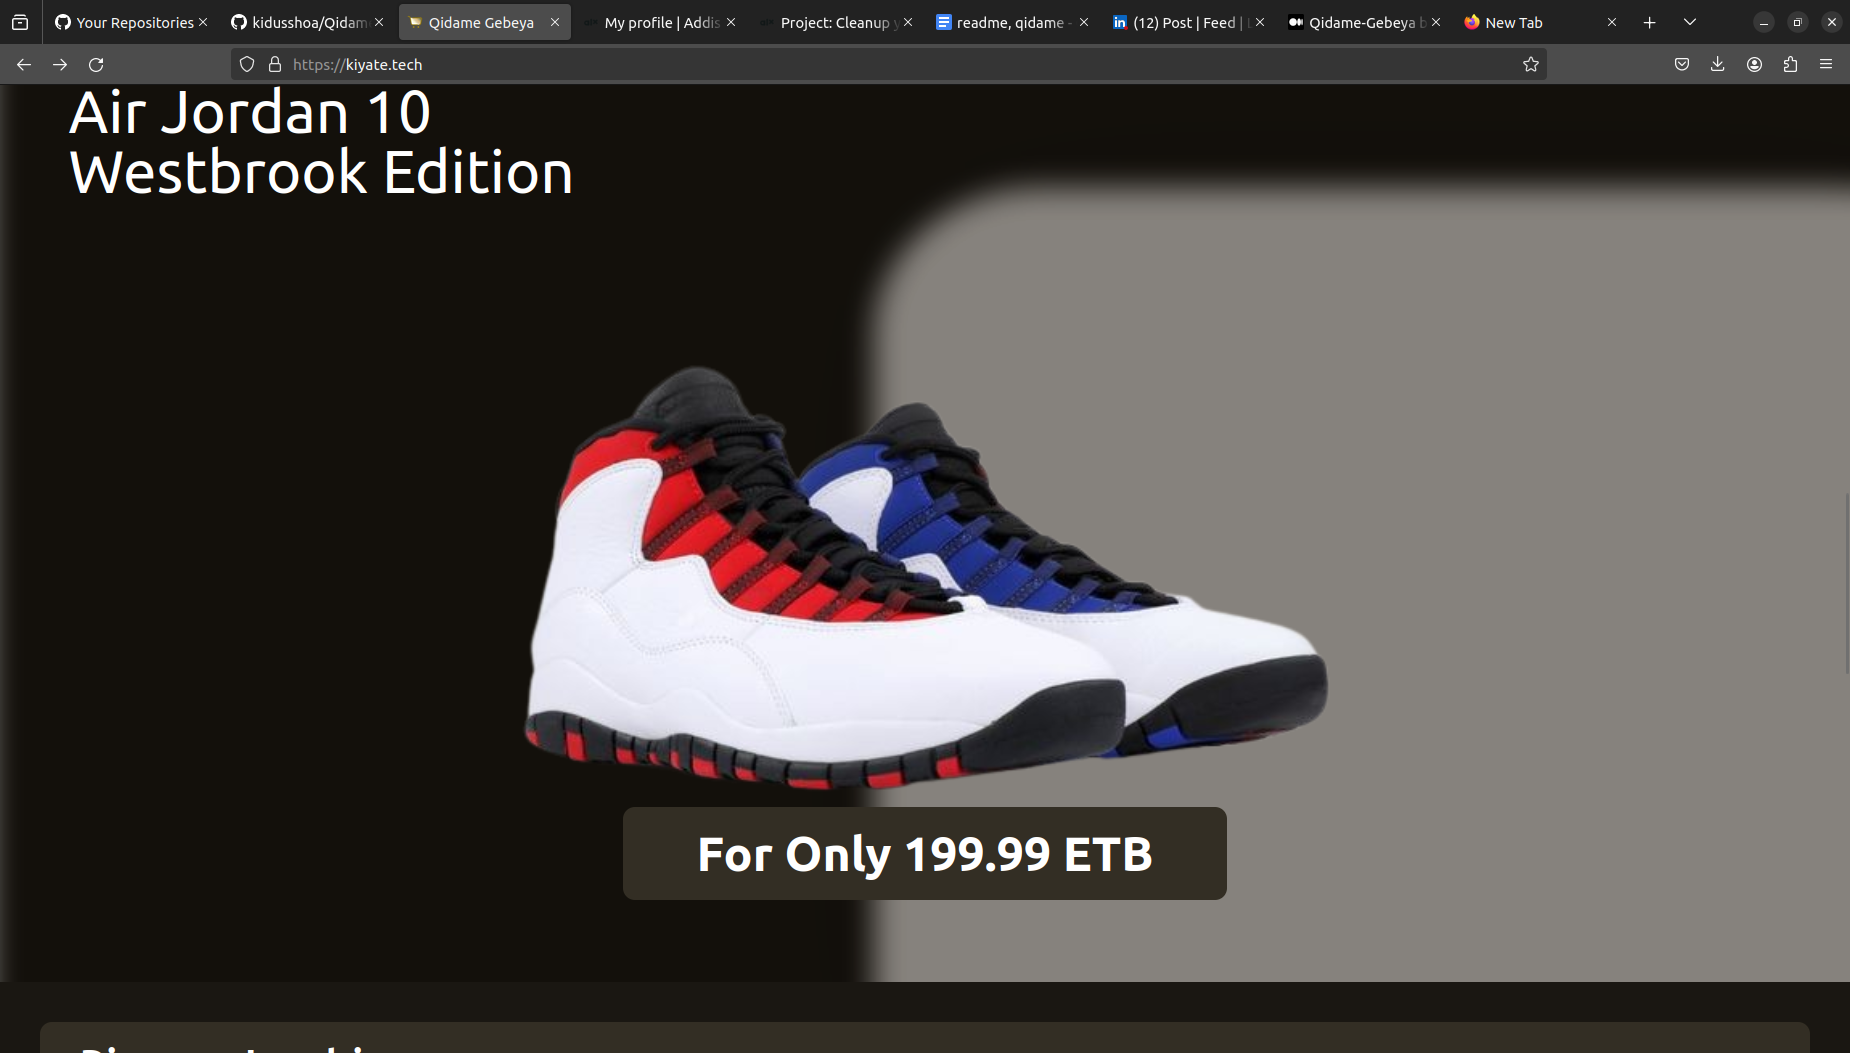 Your Repositories
kidusshoa/Qidam
Qidame Gebeya
My profile | Addis
Project: Cleanup y
readme, qidame -
(12) Post | Feed |
Qidame-Gebeya b
New Tab
https://kiyate.tech
Air Jordan 10
Westbrook Edition
For Only 199.99 ETB